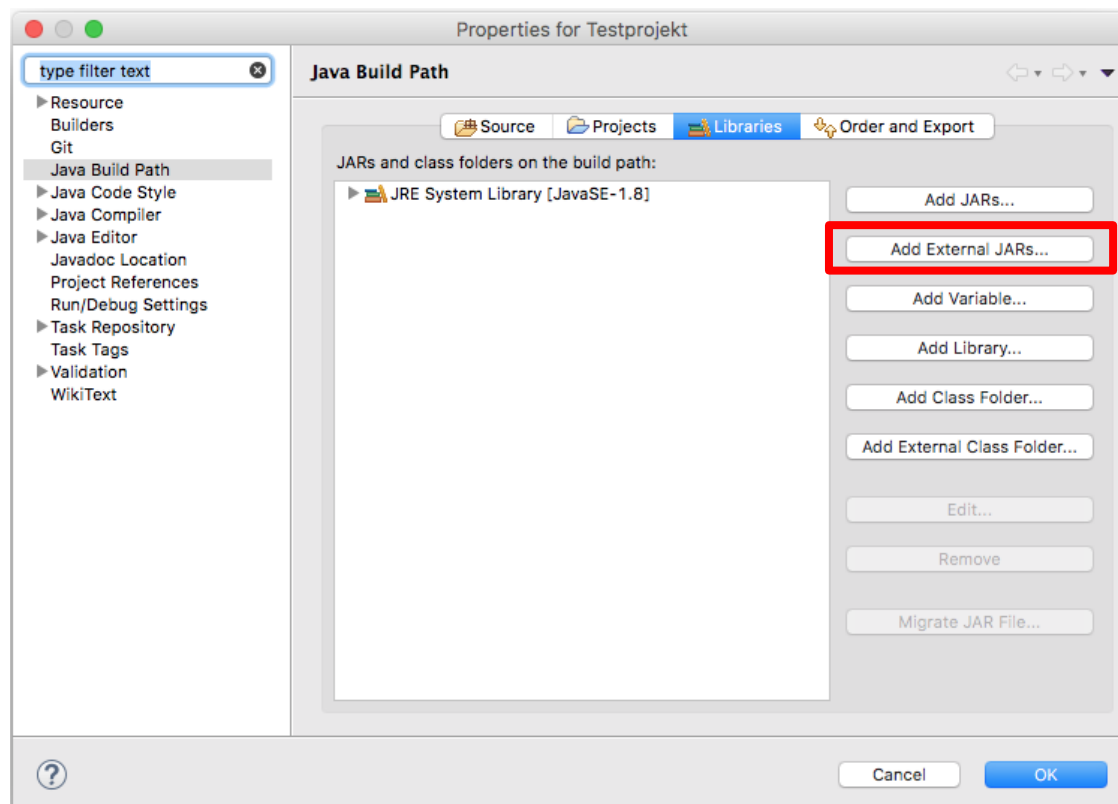 Properties for Testprojekt
type filter text
Resource
Builders
Git
Java Build Path
Java Code Style
Java Compiler
Java Editor
Javadoc Location
Project References
Run/Debug Settings
Task Repository
Task Tags
Validation
WikiText
Java Build Path
Source Projects Libraries Order and Export
JARs and class folders on the build path:
JRE System Library [JavaSE-1.8]
Add JARs...
Add External JARs...
Add Variable...
Add Library...
Add Class Folder...
Add External Class Folder...
Edit...
Remove
Migrate JAR File...
?
Cancel OK